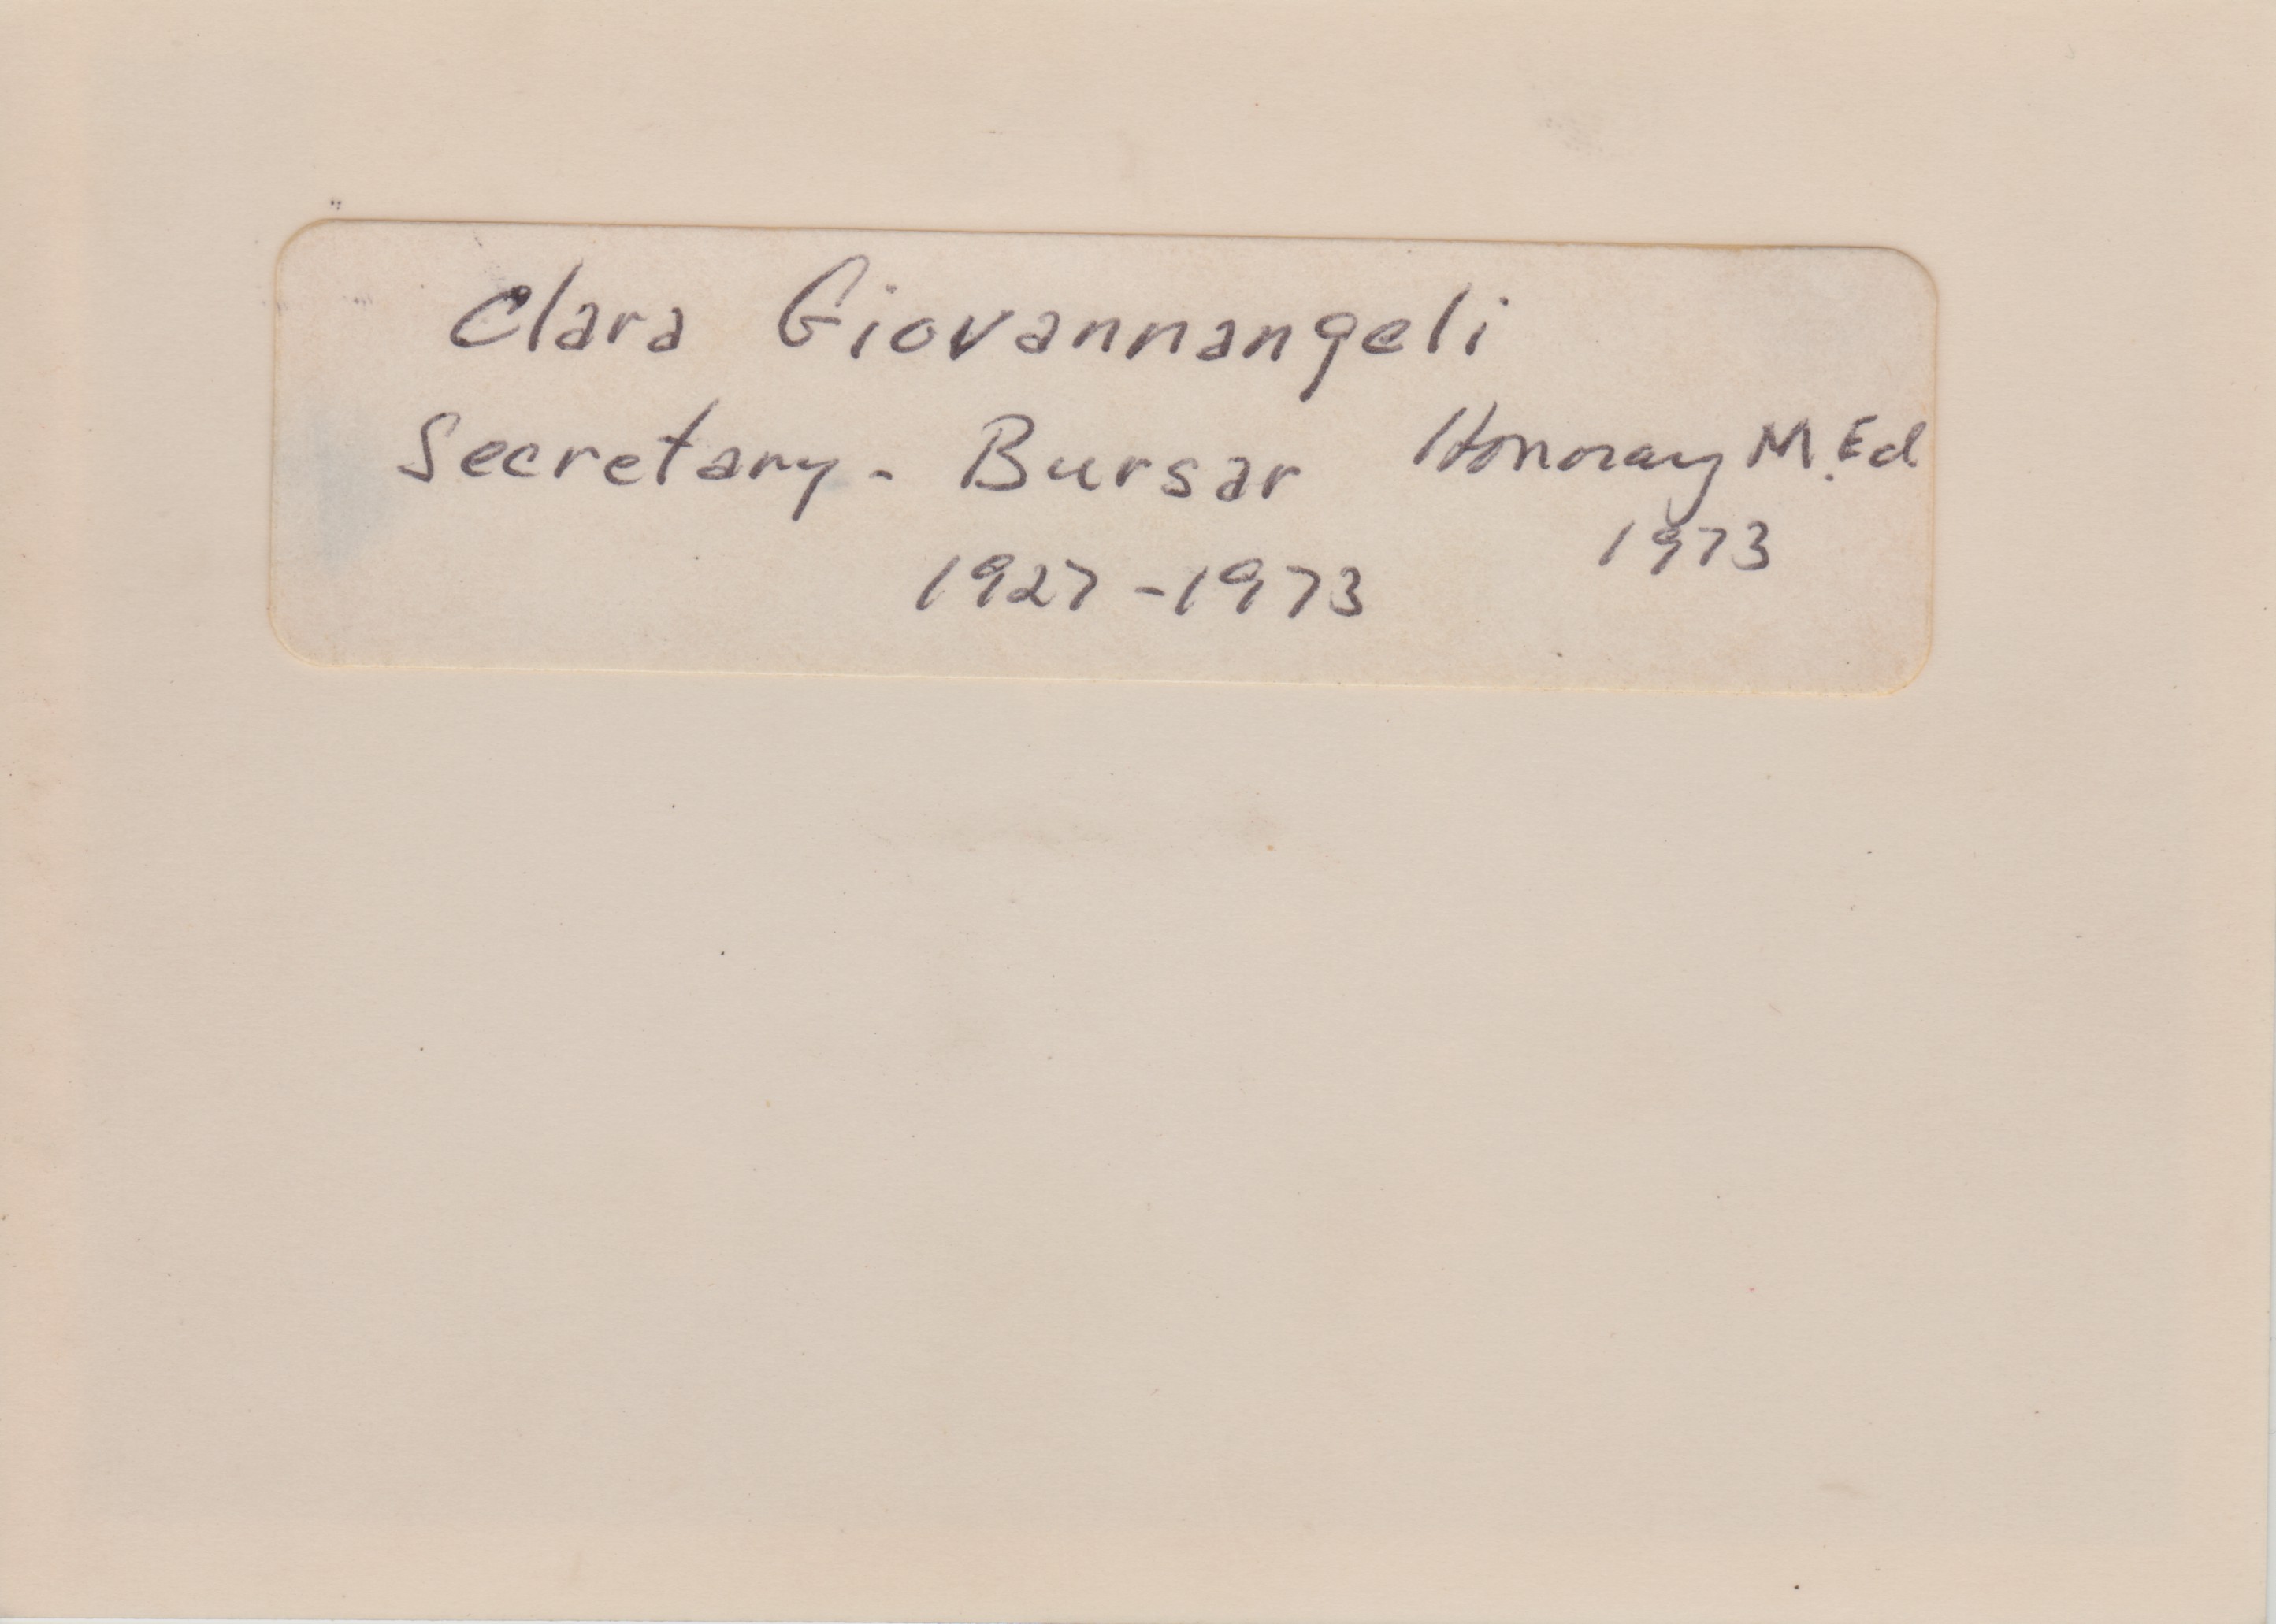 Clara Giovannangeli
Secretary - Bursar Honorary M.Ed
1927-1973 1973